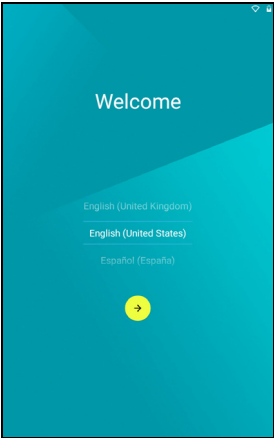 Welcome
English (United Kingdom)
English (United States)
Español (España)